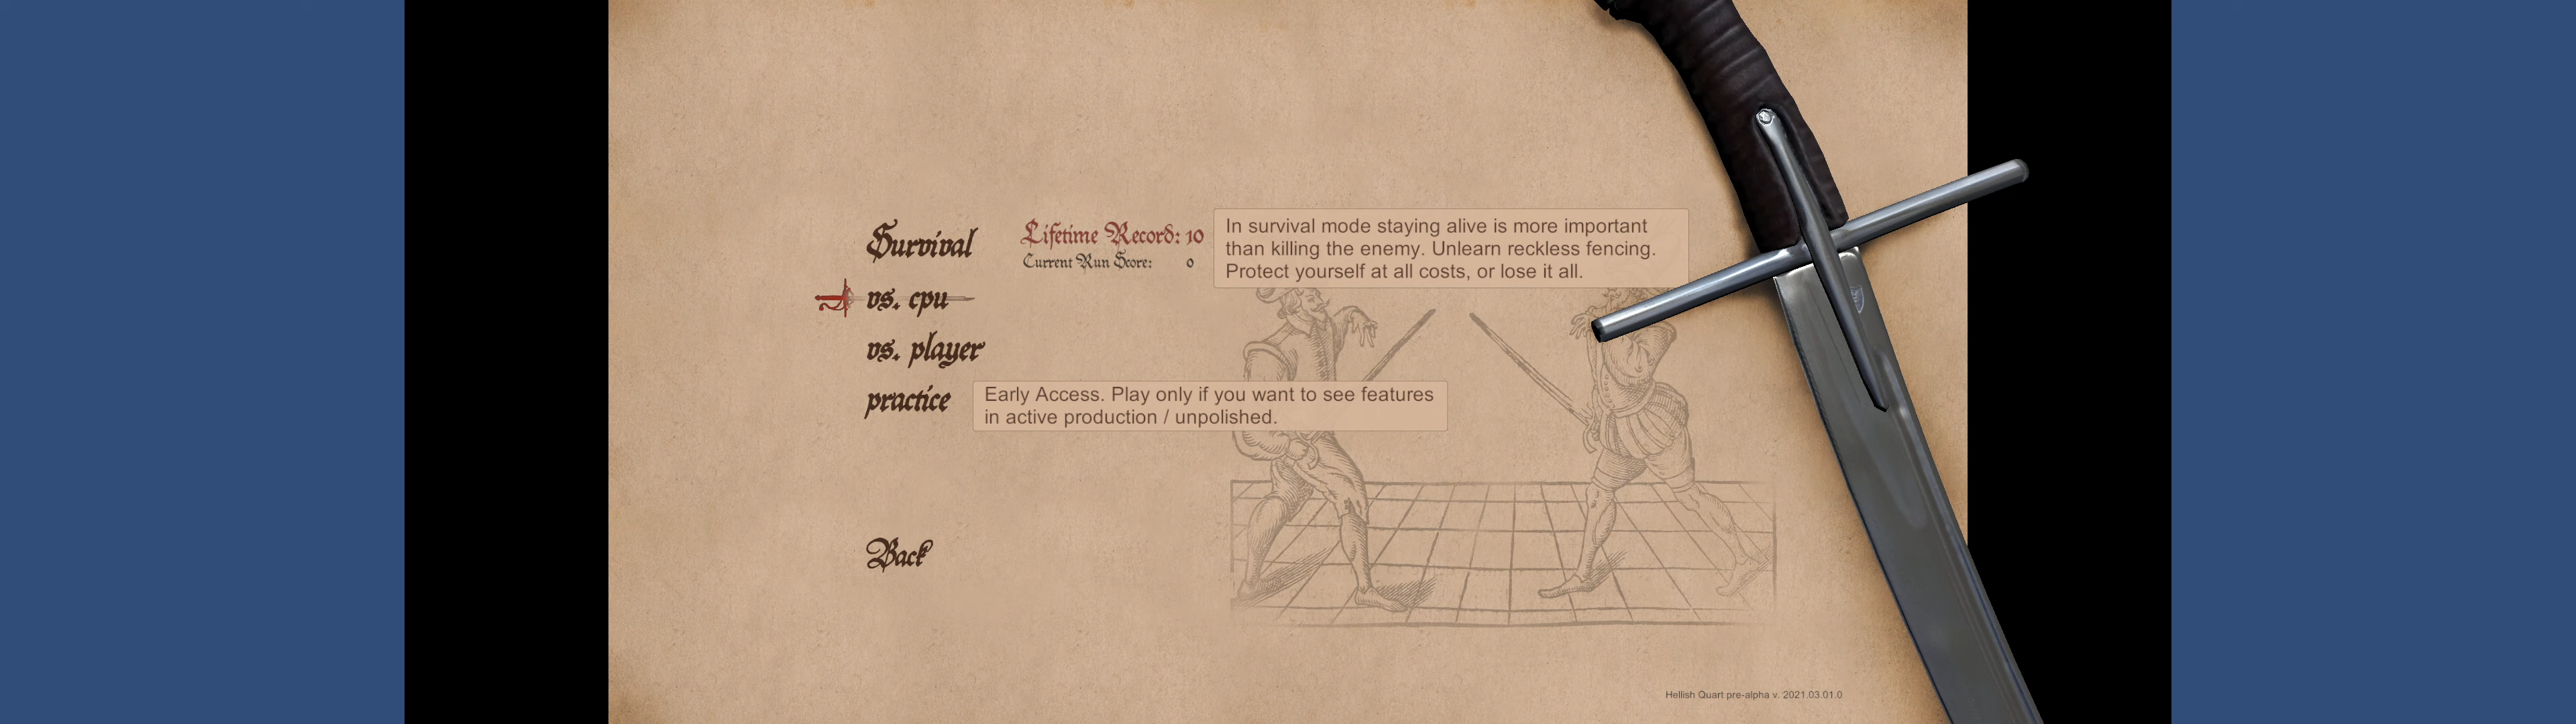 Survival
Lifetime Record: 10
Current Run Score: 0
In survival mode staying alive is more important
than killing the enemy. Unlearn reckless fencing.
Protect yourself at all costs, or lose it all.
vs. cpu
vs. player
practice
Early Access. Play only if you want to see features
in active production / unpolished.
Back
Hellish Quart pre-alpha v. 2021.03.01.0